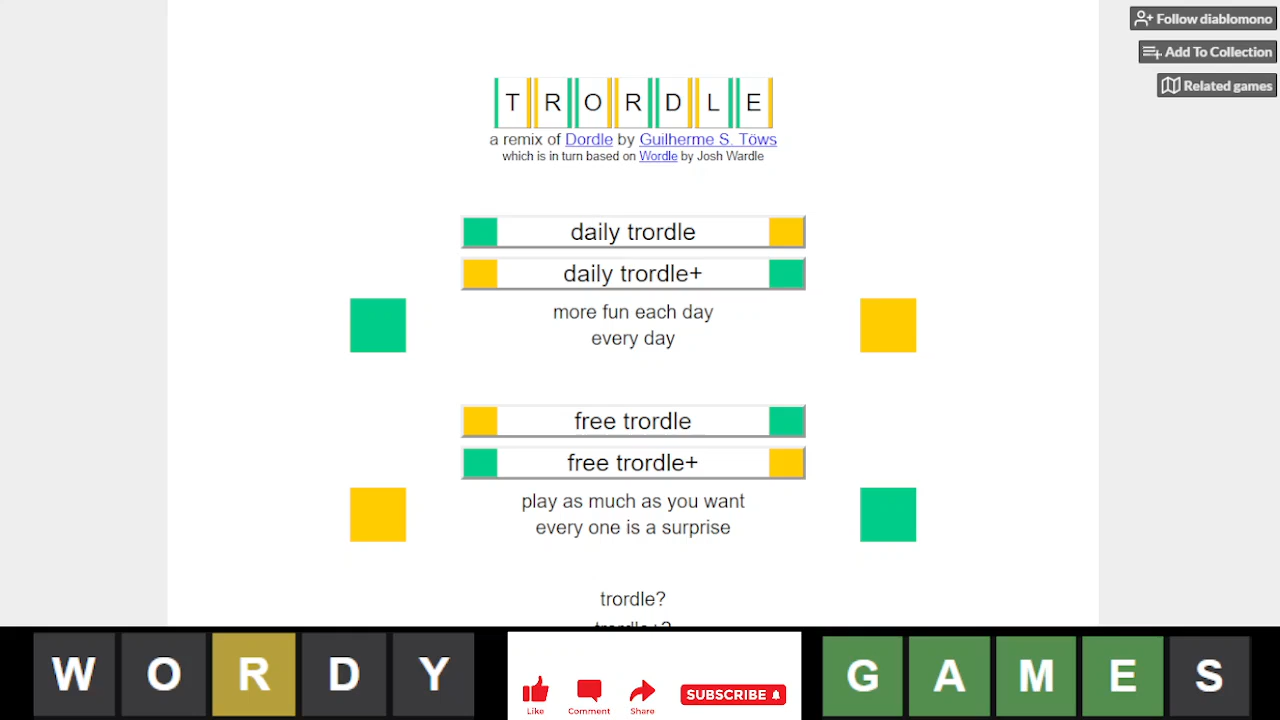 Follow diablomono
Add To Collection
Related games
TRORDLE
a remix of Dordle by Guilherme S. Töws
which is in turn based on Wordle by Josh Wardle
daily trordle
daily trordle+
more fun each day
every day
free trordle
free trordle+
play as much as you want
every one is a surprise
trordle?
trordle+?
WORDY
Like
Comment
Share
SUBSCRIBE
GAMES